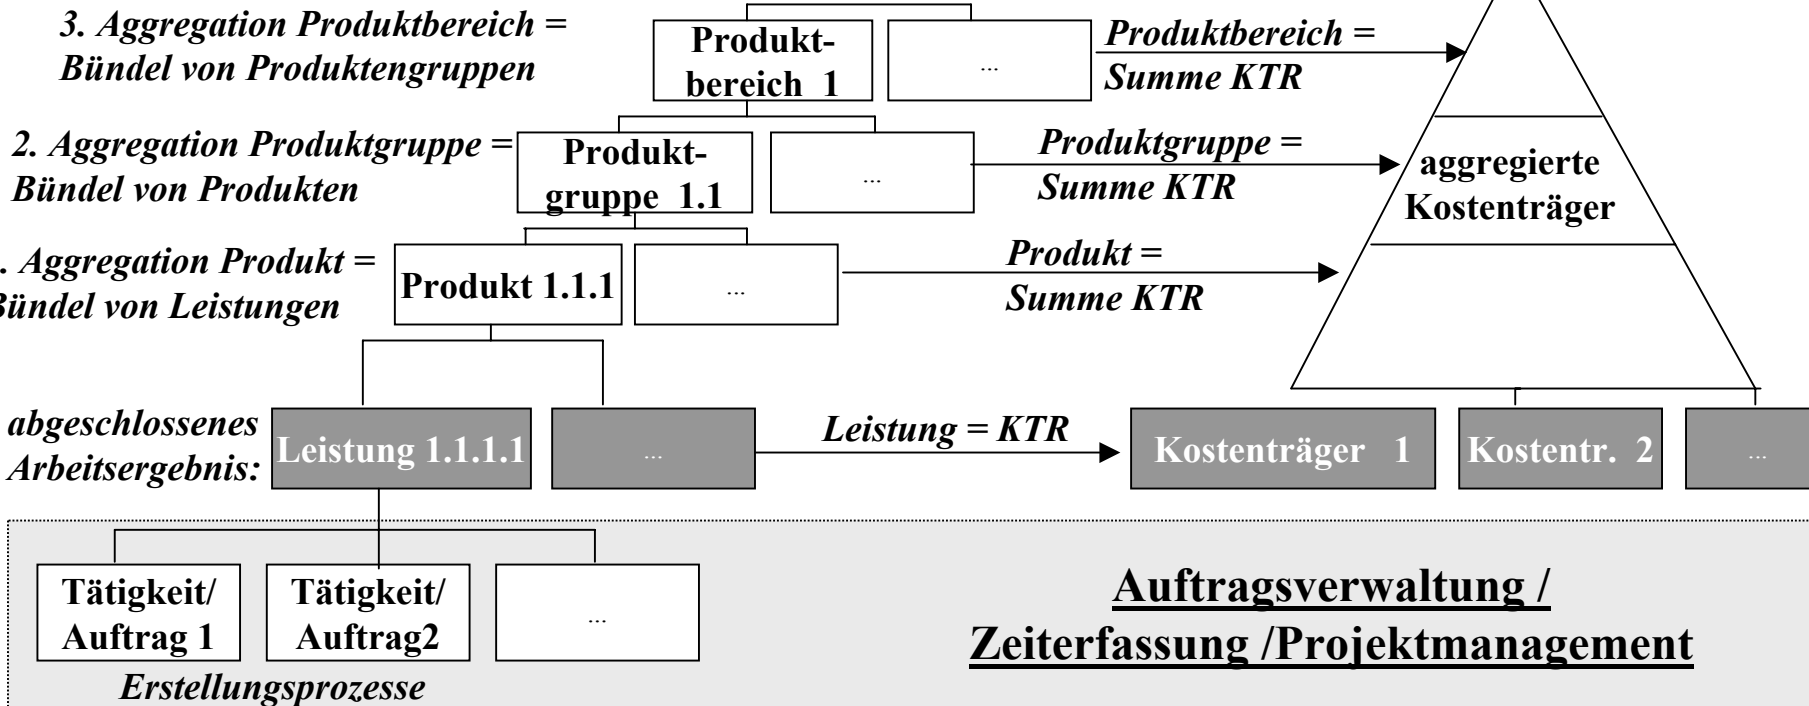 3. Aggregation Produktbereich =
Bündel von Produktengruppen
Produkt-
bereich 1
...
Produktbereich =
Summe KTR
2. Aggregation Produktgruppe =
Bündel von Produkten
Produkt-
gruppe 1.1
...
Produktgruppe =
Summe KTR
aggregierte
Kostenträger
. Aggregation Produkt =
Bündel von Leistungen
Produkt 1.1.1
...
Produkt =
Summe KTR
abgeschlossenes
Arbeitsergebnis:
Leistung 1.1.1.1
...
Leistung = KTR
Kostenträger 1
Kostentr. 2
...
Tätigkeit/
Auftrag 1
Tätigkeit/
Auftrag2
...
Auftragsverwaltung /
Zeiterfassung /Projektmanagement
Erstellungsprozesse